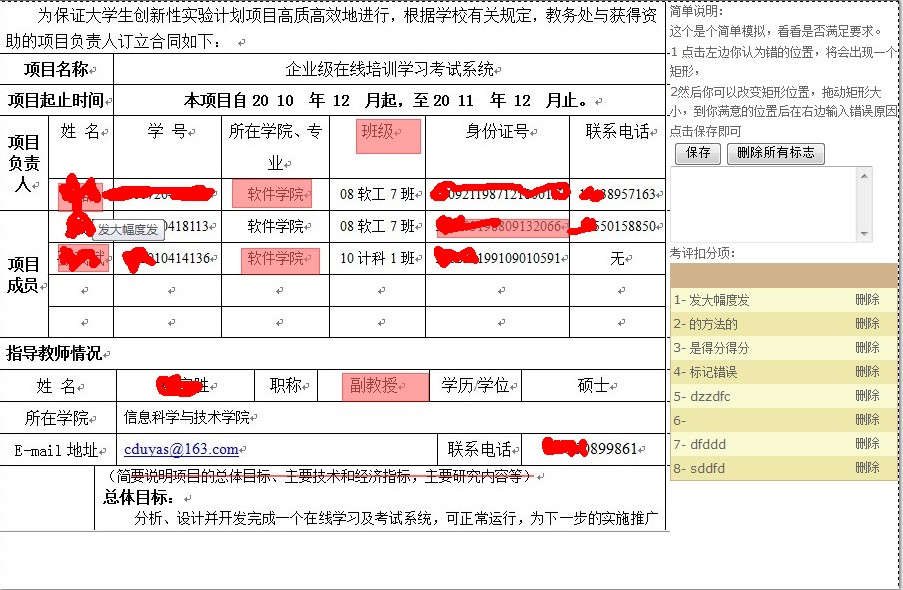 为保证大学生创新性实验计划项目高质高效地进行，根据学校有关规定，教务处与获得资
助的项目负责人订立合同如下：
项目名称 企业级在线培训学习考试系统
项目起止时间 本项目自 20 10 年 12 月起，至 20 11 年 12 月止。
项目负责人 姓 名 学 号 所在学院、专业 班级 身份证号 联系电话
软件学院 08 软工 7 班 38957163
项目成员
0418113 软件学院 08 软工 7 班 550158850
发大幅度发
10414136 软件学院 10 计科 1 班 199109010591 无
指导教师情况
姓 名 胜 职称 副教授 学历/学位 硕士
所在学院 信息科学与技术学院
E-mail 地址 cduyas@163.com 联系电话 0899861
（简要说明项目的总体目标、主要技术和经济指标，主要研究内容等）
总体目标：
分析、设计并开发完成一个在线学习及考试系统，可正常运行，为下一步的实施推广
简单说明：
这个是个简单模拟，看看是否满足要求。
1 点击左边你认为错的位置，将会出现一个
矩形，
2然后你可以改变矩形位置，拖动矩形大
小，到你满意的位置后在右边输入错误原因
点击保存即可
保存 删除所有标志
考评扣分项：
1- 发大幅度发 删除
2- 的方法的 删除
3- 是得分得分 删除
4- 标记错误 删除
5- dzzdfc 删除
6- 删除
7- dfddd 删除
8- sddfd 删除